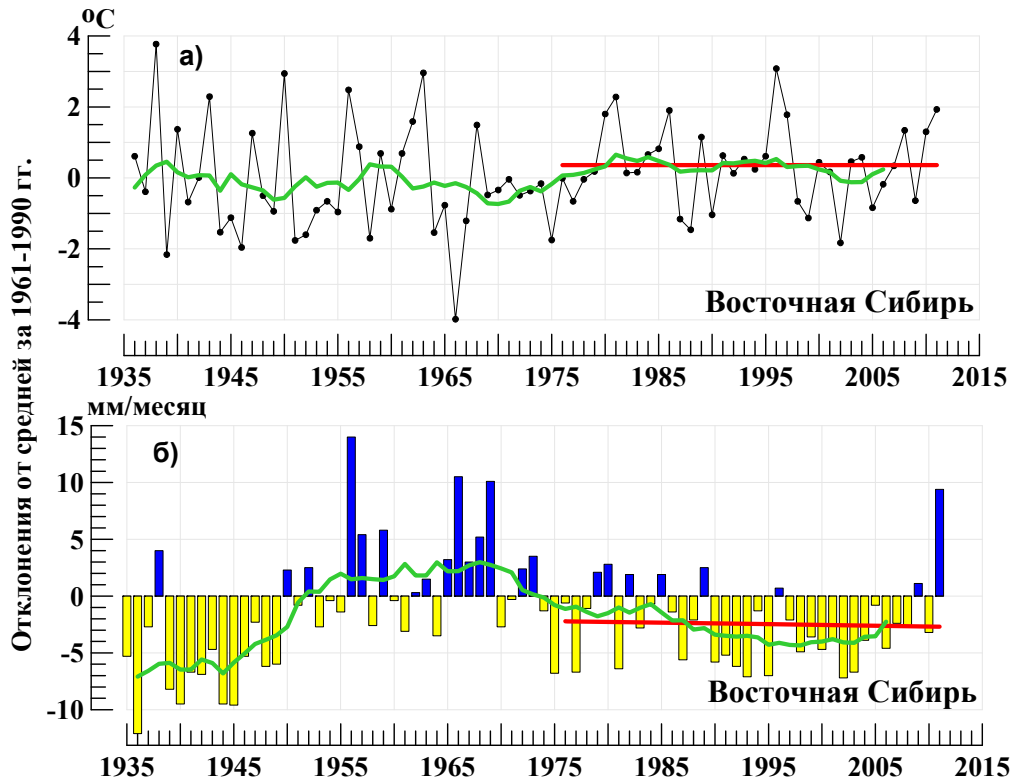 Отклонения от средней за 1961-1990 гг.
oC
а)
4
2
0
-2
-4
Восточная Сибирь
1935 1945 1955 1965 1975 1985 1995 2005 2015
мм/месяц
б)
15
10
5
0
-5
-10
Восточная Сибирь
1935 1945 1955 1965 1975 1985 1995 2005 2015